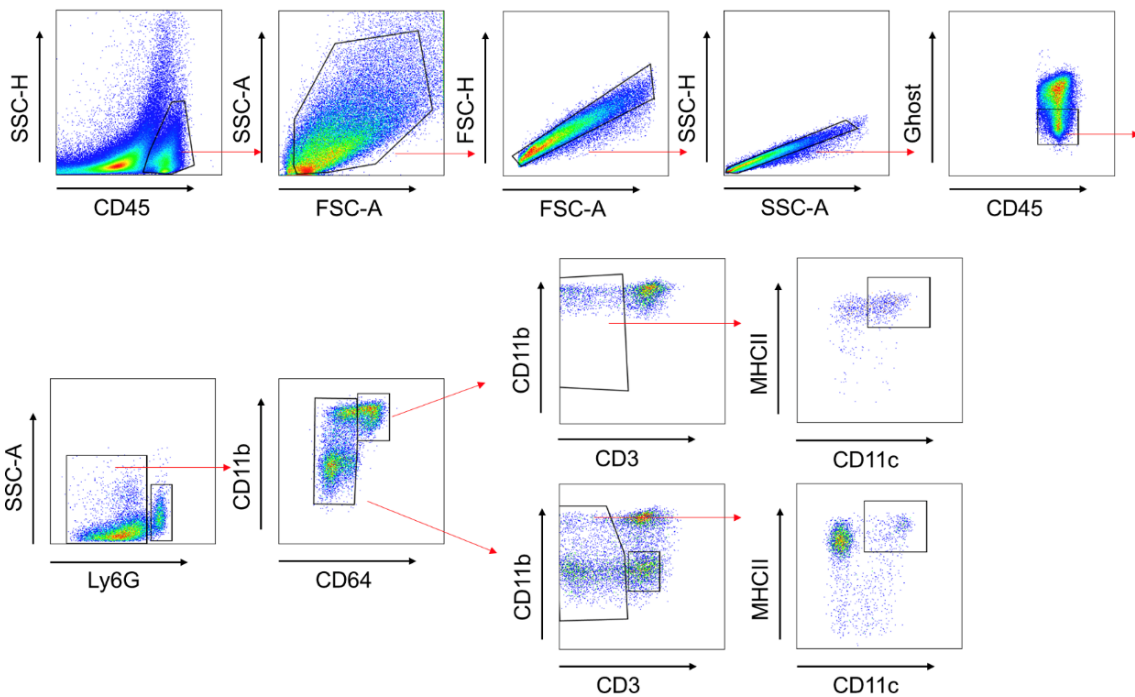 SSC-H
CD45
SSC-A
FSC-A
FSC-H
FSC-A
SSC-H
SSC-A
Ghost
CD45
SSC-A
Ly6G
CD11b
CD64
CD11b
CD3
MHCII
CD11c
CD11b
CD3
MHCII
CD11c